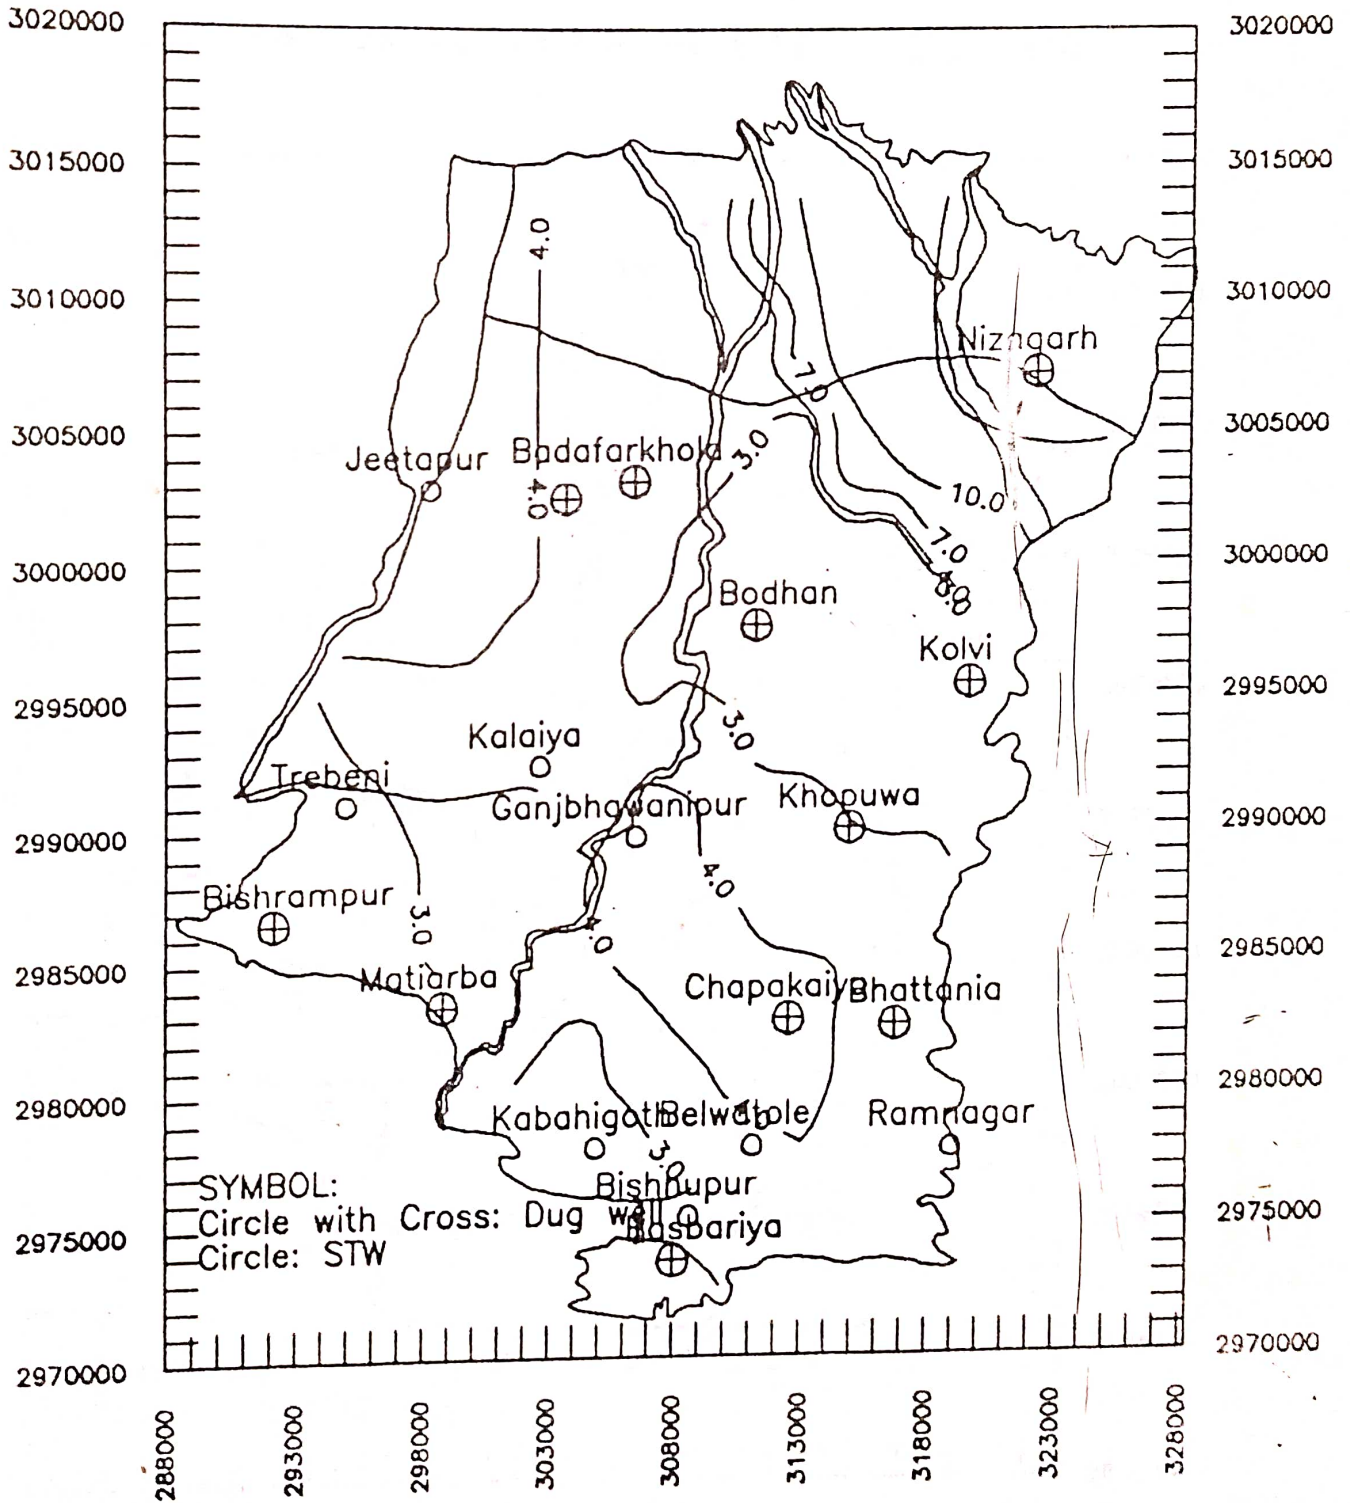 3020000 3020000
3015000 3015000
4.0
3010000 3010000
Nizngarh
7.0
3005000 3005000
3.0
Jeetapur Badafarkhola
4.0 10.0
7.0
3000000 3000000
Bodhan
Kolvi
2995000 2995000
3.0
Kalaiya
Trebeni
Ganjbhawanipur Khopuwa
2990000 2990000
4.0
Bishrampur
3.0
2985000 2985000
Matiarba Chapakaiya Bhattania
2980000 2980000
Kabahigoth Belwatole Ramnagar
3.0
SYMBOL: Bishnupur
Circle with Cross: Dug well
2975000 2975000
Circle: STW
2970000 2970000
288000 293000 298000 303000 308000 313000 318000 323000 328000